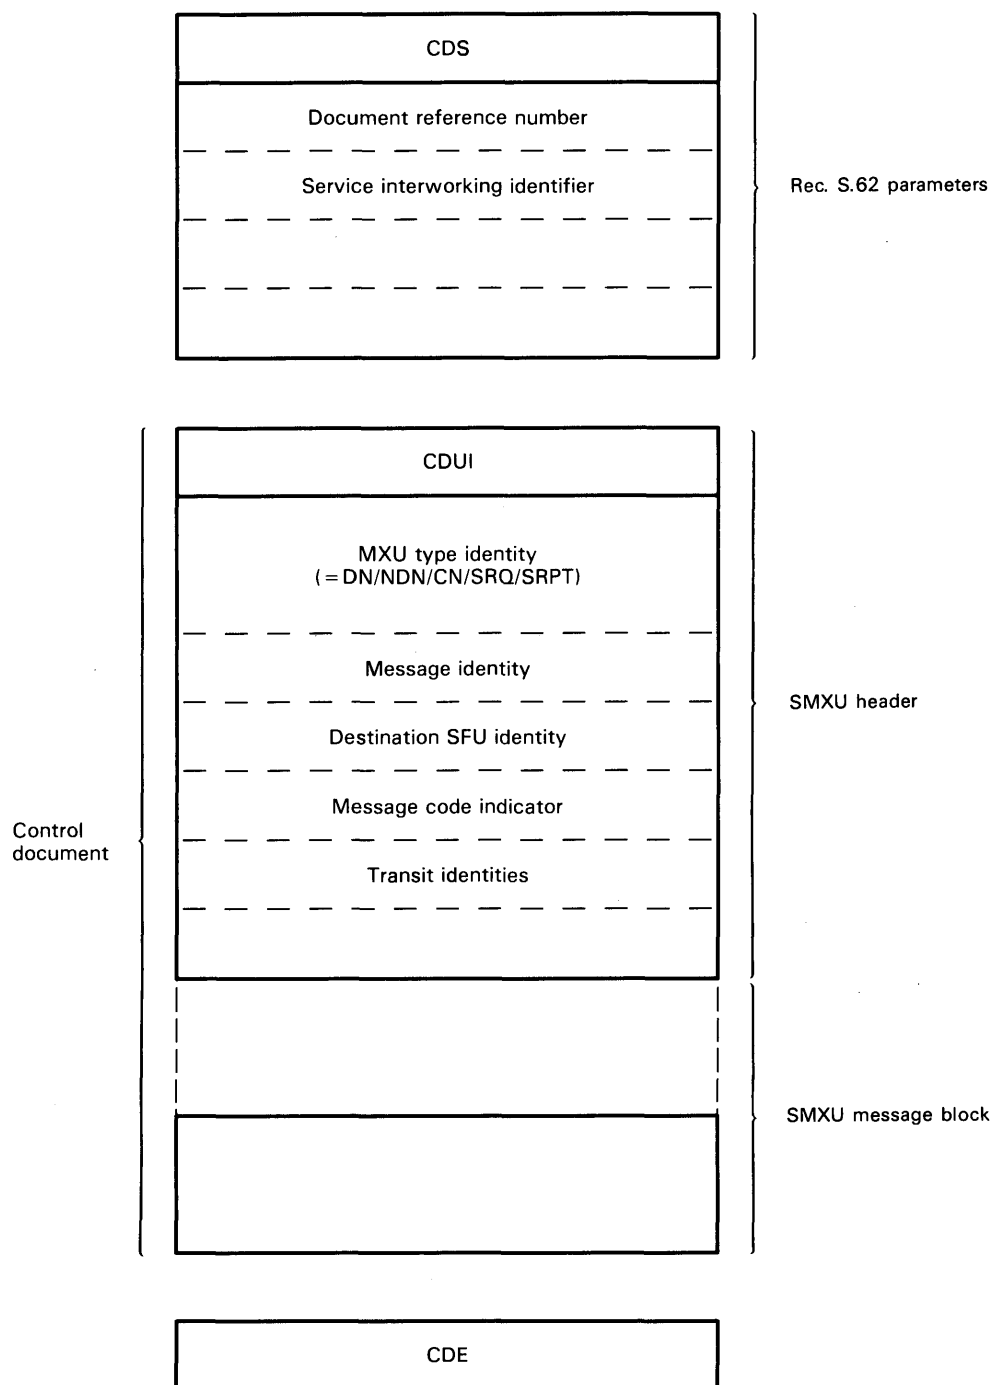 CDS
Document reference number
Service interworking identifier
Rec. S.62 parameters
CDUI
MXU type identity
(=DN/NDN/CN/SRQ/SRPT)
Message identity
Destination SFU identity
Message code indicator
Transit identities
SMXU header
Control
document
SMXU message block
CDE